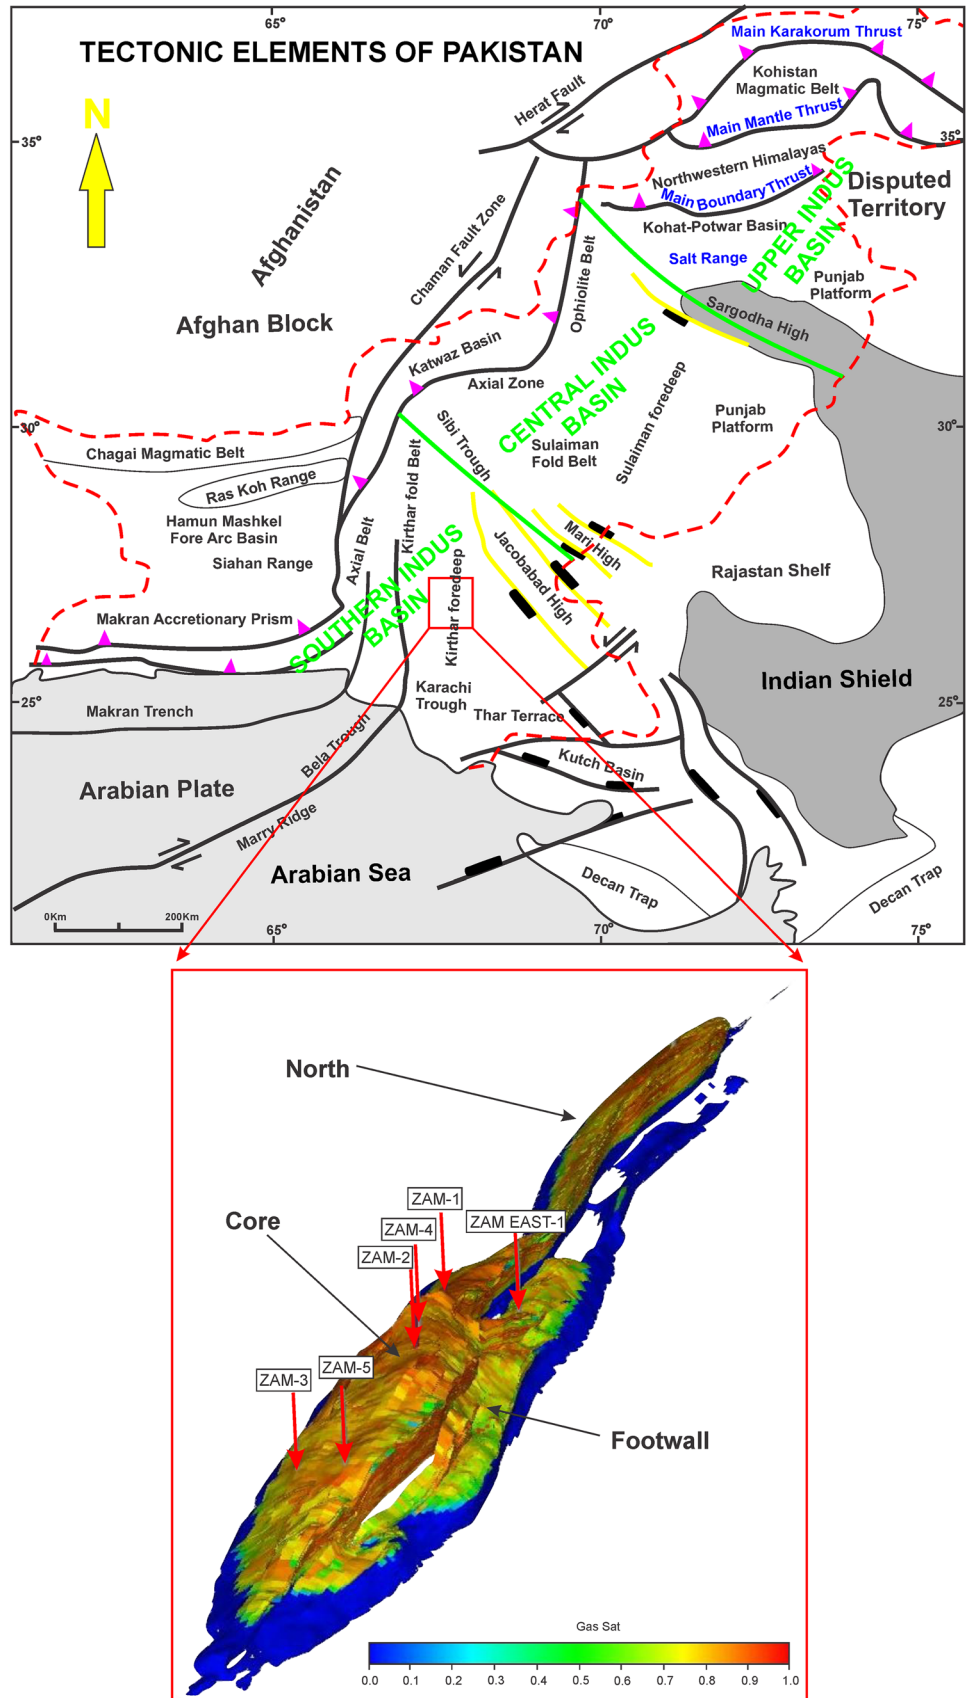 65° 70° 75°
TECTONIC ELEMENTS OF PAKISTAN
Main Karakorum Thrust
Kohistan
Magmatic Belt
Herat Fault
N
Main Mantle Thrust
35° 35°
Northwestern Himalayas
Main Boundary Thrust
Disputed
Territory
UPPER INDUS
BASIN
Afghanistan
Chaman Fault Zone
Kohat-Potwar Basin
Salt Range
Punjab
Platform
Ophiolite Belt
Sargodha High
Afghan Block
Katwaz Basin
Axial Zone
CENTRAL INDUS
BASIN
Sulaiman foredeep
Punjab
Platform
30° 30°
Sibi Trough
Sulaiman
Fold Belt
Chagai Magmatic Belt
Kirthar fold Belt
Ras Koh Range
Hamun Mashkel
Fore Arc Basin
Siahan Range
Axial Belt
Mari High
Jacobabad High
Rajastan Shelf
SOUTHERN INDUS
BASIN
Kirthar foredeep
Makran Accretionary Prism
Indian Shield
Karachi
Trough
25° 25°
Makran Trench
Thar Terrace
Bela Trough
Kutch Basin
Arabian Plate
Marry Ridge
Arabian Sea
Decan Trap
Decan Trap
0Km 200Km
65° 70° 75°
North
ZAM-1
Core
ZAM-4
ZAM EAST-1
ZAM-2
ZAM-5
ZAM-3
Footwall
Gas Sat
0.0 0.1 0.2 0.3 0.4 0.5 0.6 0.7 0.8 0.9 1.0